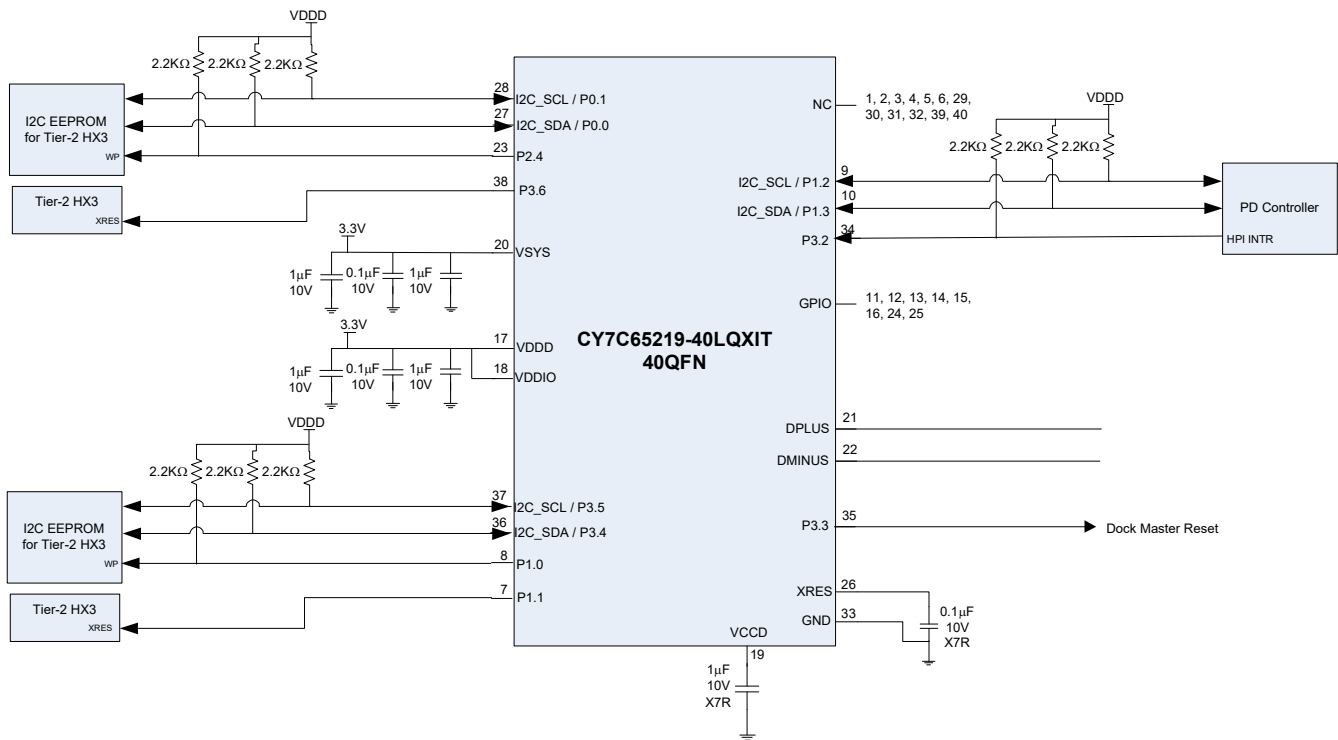 VDDD
2.2KΩ 2.2KΩ 2.2KΩ
I2C EEPROM
for Tier-2 HX3
WP
28
I2C_SCL / P0.1
27
I2C_SDA / P0.0
23
P2.4
38
P3.6
Tier-2 HX3
XRES
3.3V
20
VSYS
1µF
10V
0.1µF
10V
1µF
10V
3.3V
17
VDDD
18
VDDIO
1µF
10V
0.1µF
10V
1µF
10V
VDDD
2.2KΩ 2.2KΩ 2.2KΩ
I2C EEPROM
for Tier-2 HX3
WP
37
I2C_SCL / P3.5
36
I2C_SDA / P3.4
8
P1.0
7
P1.1
Tier-2 HX3
XRES
CY7C65219-40LQXIT
40QFN
NC
1, 2, 3, 4, 5, 6, 29,
30, 31, 32, 39, 40
VDDD
2.2KΩ 2.2KΩ 2.2KΩ
I2C_SCL / P1.2
9
I2C_SDA / P1.3
10
P3.2
34
PD Controller
HPI INTR
GPIO
11, 12, 13, 14, 15,
16, 24, 25
DPLUS
21
DMINUS
22
P3.3
35
Dock Master Reset
XRES
26
GND
33
0.1µF
10V
X7R
VCCD
19
1µF
10V
X7R